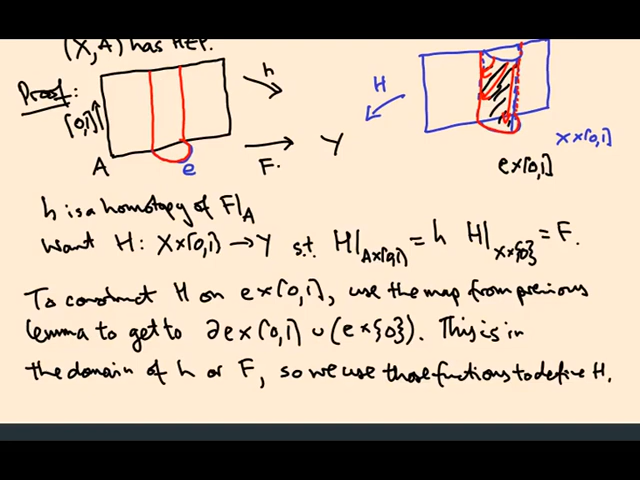 (X,A) has HEP.
Proof:
[0,1]↑
h
A
F.
Y
e
H
X×[0,1]
e×[0,1]
h is a homotopy of F|_A
Want H: X×[0,1] → Y s.t. H|_{A×[0,1]} = h H|_{X×{0}} = F.
To construct H on e×[0,1], use the map from previous
lemma to get to ∂e×[0,1] ∪ (e×{0}). This is in
the domain of h or F, so we use those functions to define H.